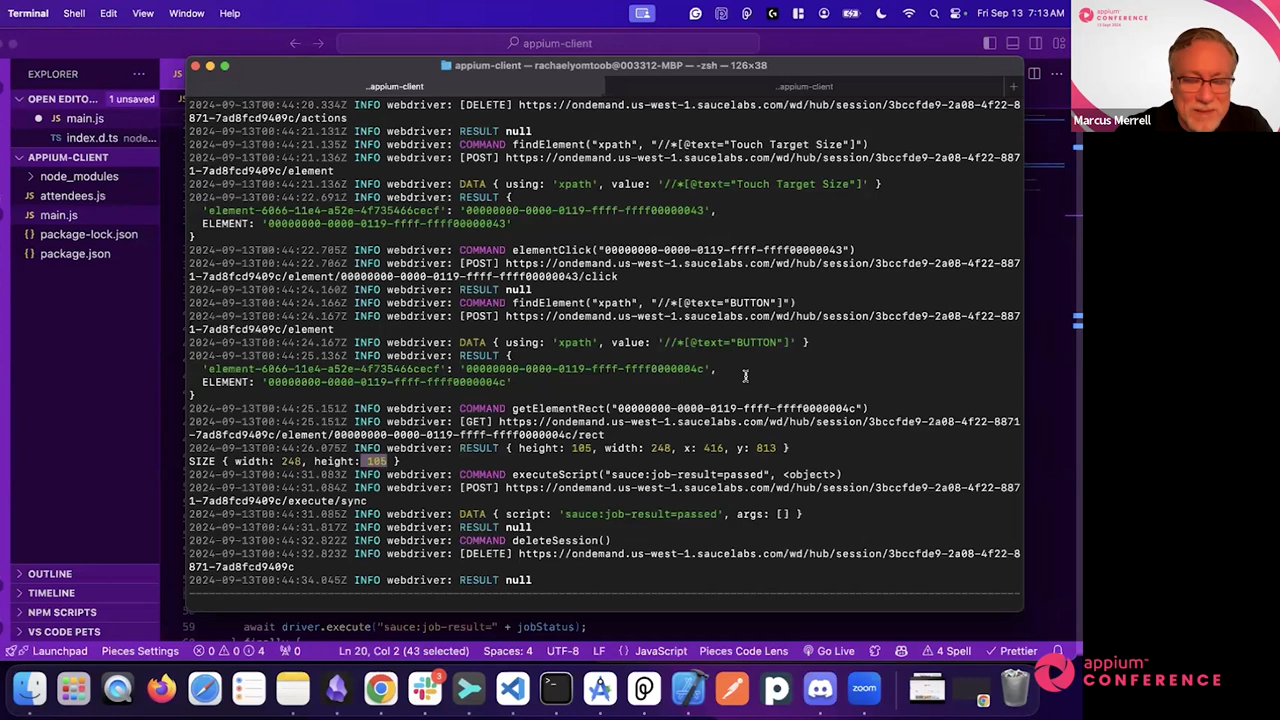 Terminal Shell Edit View Window Help
Fri Sep 13 7:13 AM
appium CONFERENCE
13 Sept 2024
appium-client
EXPLORER
OPEN EDITO... 1 unsaved
main.js
index.d.ts node...
APPIUM-CLIENT
node_modules
attendees.js
main.js
package-lock.json
package.json
OUTLINE
TIMELINE
NPM SCRIPTS
VS CODE PETS
appium-client — rachaelyomtoob@003312-MBP — -zsh — 126×38
..appium-client ..appium-client
2024-09-13T00:44:20.334Z INFO webdriver: [DELETE] https://ondemand.us-west-1.saucelabs.com/wd/hub/session/3bccfde9-2a08-4f22-8
871-7ad8fcd9409c/actions
2024-09-13T00:44:21.131Z INFO webdriver: RESULT null
2024-09-13T00:44:21.135Z INFO webdriver: COMMAND findElement("xpath", "//*[@text="Touch Target Size"]")
2024-09-13T00:44:21.136Z INFO webdriver: [POST] https://ondemand.us-west-1.saucelabs.com/wd/hub/session/3bccfde9-2a08-4f22-887
1-7ad8fcd9409c/element
2024-09-13T00:44:21.136Z INFO webdriver: DATA { using: 'xpath', value: '//*[@text="Touch Target Size"]' }
2024-09-13T00:44:22.691Z INFO webdriver: RESULT {
'element-6066-11e4-a52e-4f735466cecf': '00000000-0000-0119-ffff-ffff00000043',
ELEMENT: '00000000-0000-0119-ffff-ffff00000043'
}
2024-09-13T00:44:22.705Z INFO webdriver: COMMAND elementClick("00000000-0000-0119-ffff-ffff00000043")
2024-09-13T00:44:22.706Z INFO webdriver: [POST] https://ondemand.us-west-1.saucelabs.com/wd/hub/session/3bccfde9-2a08-4f22-887
1-7ad8fcd9409c/element/00000000-0000-0119-ffff-ffff00000043/click
2024-09-13T00:44:24.160Z INFO webdriver: RESULT null
2024-09-13T00:44:24.166Z INFO webdriver: COMMAND findElement("xpath", "//*[@text="BUTTON"]")
2024-09-13T00:44:24.167Z INFO webdriver: [POST] https://ondemand.us-west-1.saucelabs.com/wd/hub/session/3bccfde9-2a08-4f22-887
1-7ad8fcd9409c/element
2024-09-13T00:44:24.167Z INFO webdriver: DATA { using: 'xpath', value: '//*[@text="BUTTON"]' }
2024-09-13T00:44:25.136Z INFO webdriver: RESULT {
'element-6066-11e4-a52e-4f735466cecf': '00000000-0000-0119-ffff-ffff0000004c',
ELEMENT: '00000000-0000-0119-ffff-ffff0000004c'
}
2024-09-13T00:44:25.151Z INFO webdriver: COMMAND getElementRect("00000000-0000-0119-ffff-ffff0000004c")
2024-09-13T00:44:25.151Z INFO webdriver: [GET] https://ondemand.us-west-1.saucelabs.com/wd/hub/session/3bccfde9-2a08-4f22-8871
-7ad8fcd9409c/element/00000000-0000-0119-ffff-ffff0000004c/rect
2024-09-13T00:44:26.075Z INFO webdriver: RESULT { height: 105, width: 248, x: 416, y: 813 }
SIZE { width: 248, height: 105 }
2024-09-13T00:44:31.083Z INFO webdriver: COMMAND executeScript("sauce:job-result=passed", <object>)
2024-09-13T00:44:31.084Z INFO webdriver: [POST] https://ondemand.us-west-1.saucelabs.com/wd/hub/session/3bccfde9-2a08-4f22-887
1-7ad8fcd9409c/execute/sync
2024-09-13T00:44:31.085Z INFO webdriver: DATA { script: 'sauce:job-result=passed', args: [] }
2024-09-13T00:44:31.817Z INFO webdriver: RESULT null
2024-09-13T00:44:32.822Z INFO webdriver: COMMAND deleteSession()
2024-09-13T00:44:32.823Z INFO webdriver: [DELETE] https://ondemand.us-west-1.saucelabs.com/wd/hub/session/3bccfde9-2a08-4f22-8
871-7ad8fcd9409c
2024-09-13T00:44:34.045Z INFO webdriver: RESULT null
59 await driver.execute("sauce:job-result=" + jobStatus);
Launchpad Pieces Settings 0 0 4 0 Ln 20, Col 2 (43 selected) Spaces: 4 UTF-8 LF JavaScript Pieces Code Lens Go Live 4 Spell Prettier
3
zoom
Marcus Merrell
appium CONFERENCE